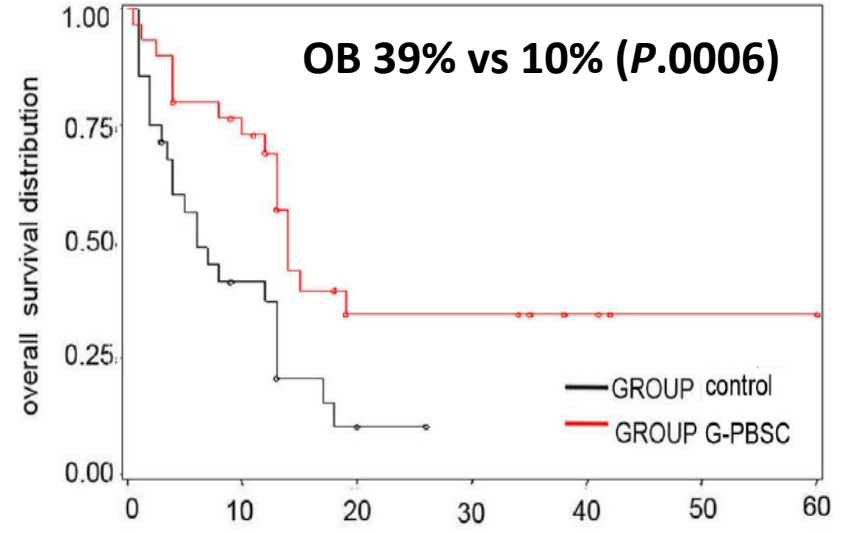 OB 39% vs 10% (P.0006)
overall survival distribution
1.00
0.75
0.50
0.25
0.00
GROUP control
GROUP G-PBSC
0 10 20 30 40 50 60